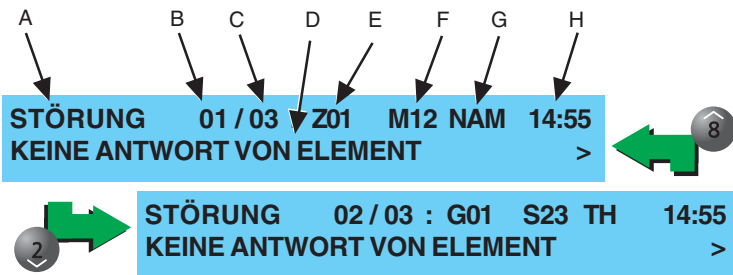 A B C D E F G H
STÖRUNG 01 / 03 Z01 M12 NAM 14:55
KEINE ANTWORT VON ELEMENT >
8
STÖRUNG 02 / 03 : G01 S23 TH 14:55
KEINE ANTWORT VON ELEMENT >
2